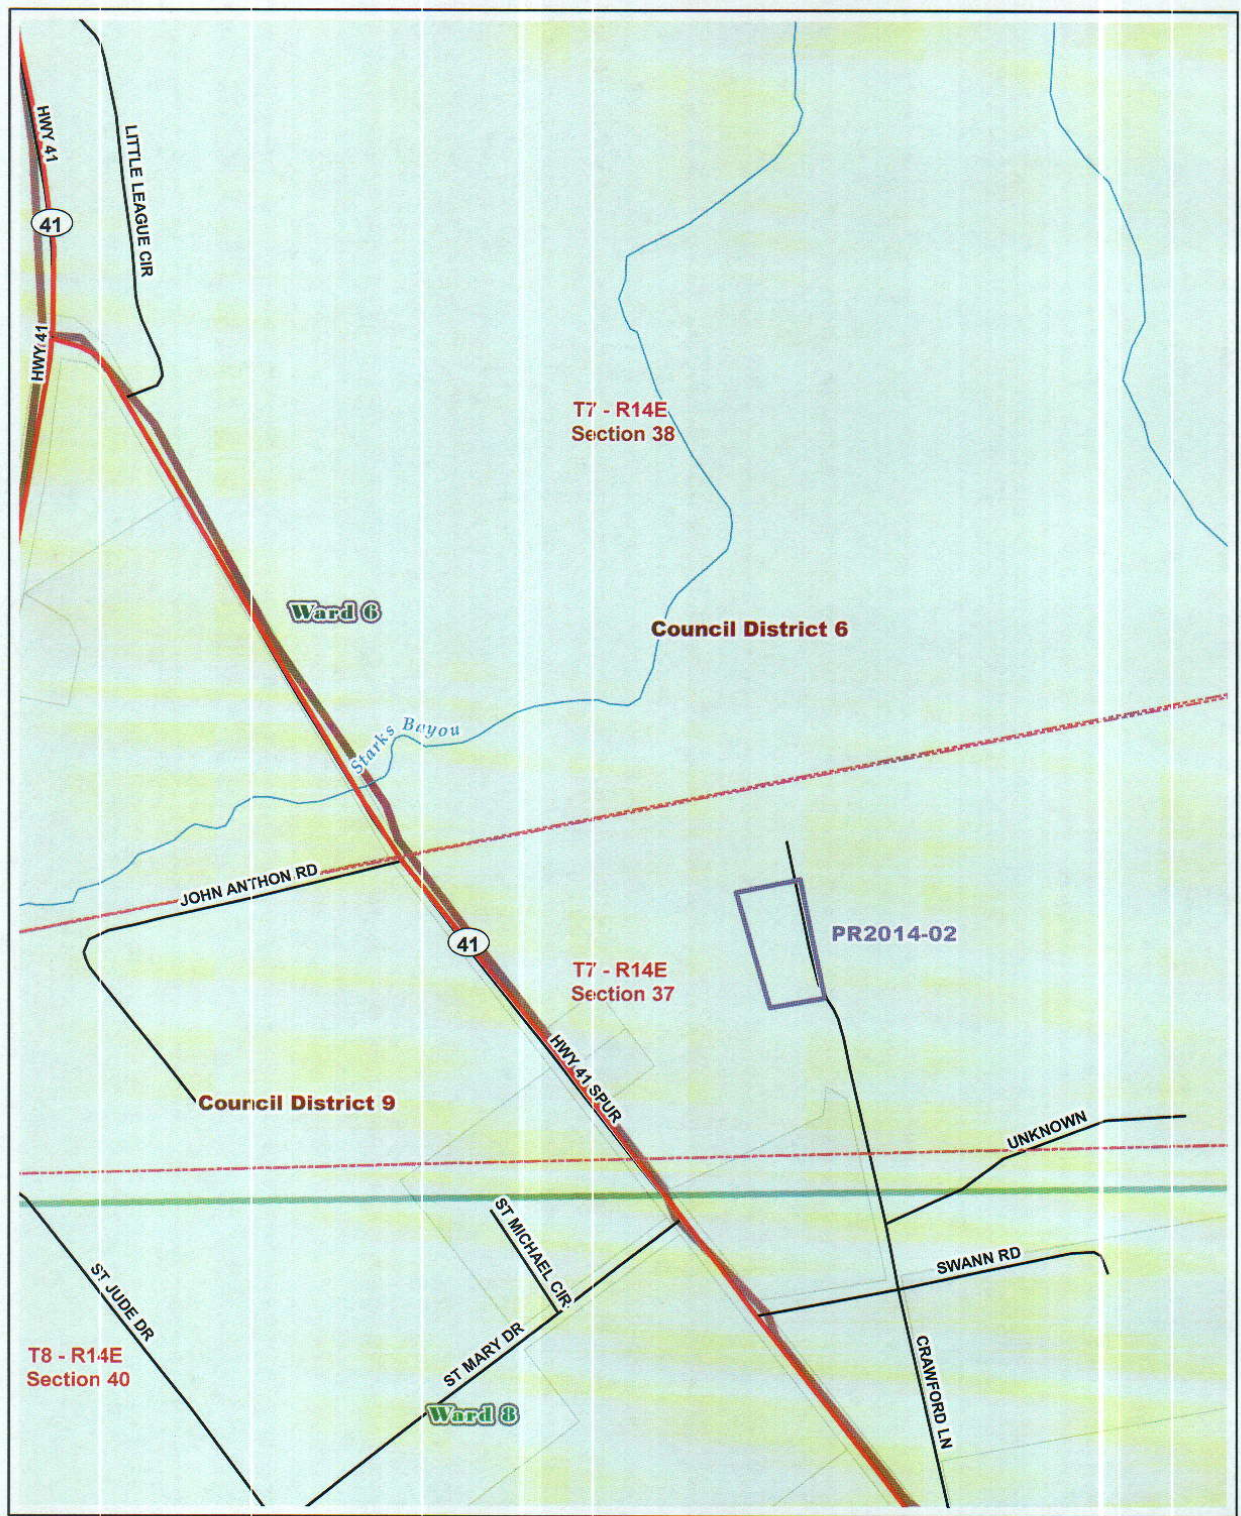 HWY 41
LITTLE LEAGUE CIR
41
HWY 41
T7 - R14E
Section 38
Ward 6
Council District 6
Starks Bayou
JOHN ANTHON RD
41
PR2014-02
T7 - R14E
Section 37
HWY 41 SPUR
Council District 9
UNKNOWN
ST MICHAEL CIR
SWANN RD
ST JUDE DR
ST MARY DR
T8 - R14E
Section 40
CRAWFORD LN
Ward 8